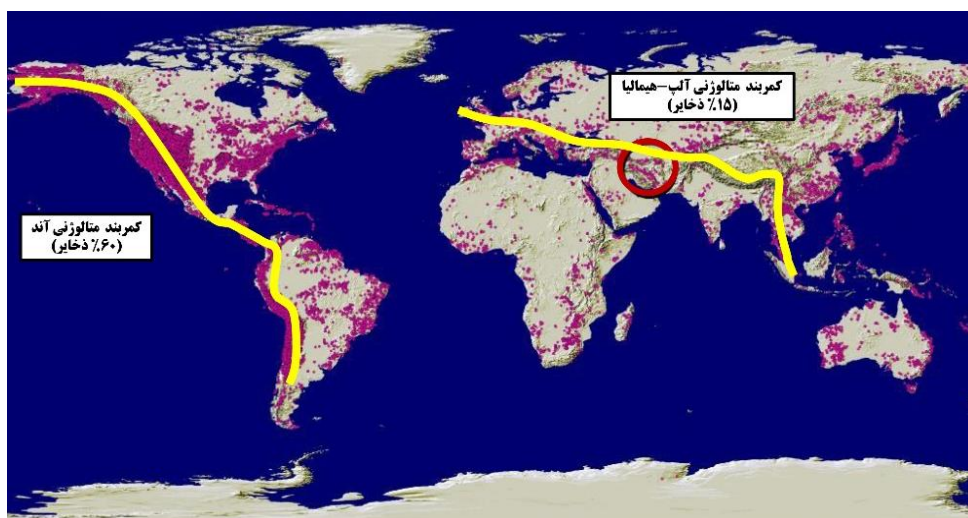 کمربند متالوژنی آلپ-هیمالیا
(۱۵٪ ذخایر)
کمربند متالوژنی آند
(۶۰٪ ذخایر)